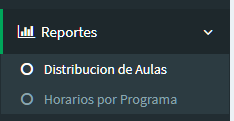 Reportes
Distribucion de Aulas
Horarios por Programa